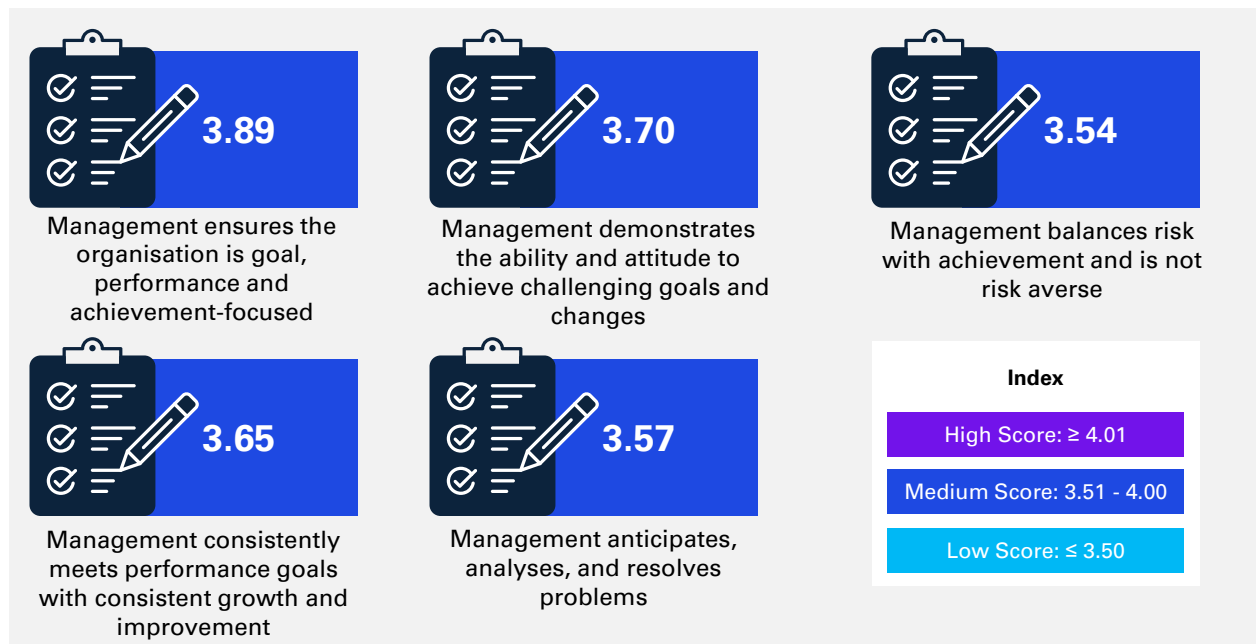 3.89
Management ensures the
organisation is goal,
performance and
achievement-focused
3.70
Management demonstrates
the ability and attitude to
achieve challenging goals and
changes
3.54
Management balances risk
with achievement and is not
risk averse
3.65
Management consistently
meets performance goals
with consistent growth and
improvement
3.57
Management anticipates,
analyses, and resolves
problems
Index
High Score: ≥ 4.01
Medium Score: 3.51 - 4.00
Low Score: ≤ 3.50